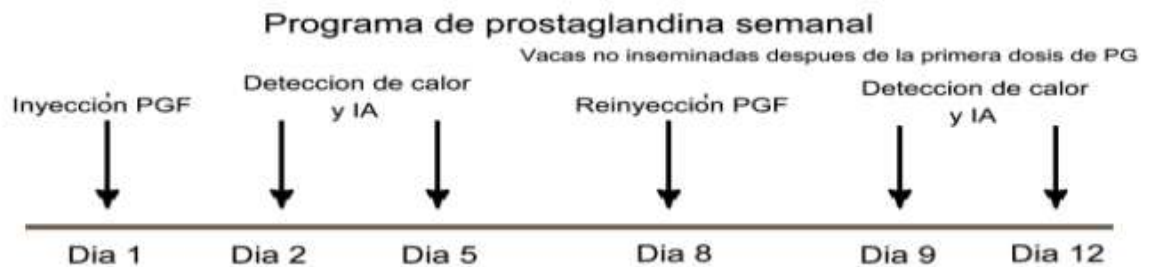 Programa de prostaglandina semanal
Vacas no inseminadas despues de la primera dosis de PG
Inyección PGF
Deteccion de calor
y IA
Reinyección PGF
Deteccion de calor
y IA
Dia 1
Dia 2
Dia 5
Dia 8
Dia 9
Dia 12